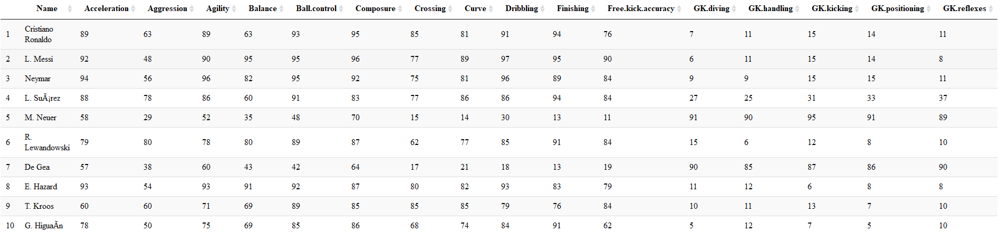 Name Acceleration Aggression Agility Balance Ball.control Composure Crossing Curve Dribbling Finishing Free.kick.accuracy GK.diving GK.handling GK.kicking GK.positioning GK.reflexes
1 Cristiano Ronaldo 89 63 89 63 93 95 85 81 91 94 76 7 11 15 14 11
2 L. Messi 92 48 90 95 95 96 77 89 97 95 90 6 11 15 14 8
3 Neymar 94 56 96 82 95 92 75 81 96 89 84 9 9 15 15 11
4 L. SuÃ¡rez 88 78 86 60 91 83 77 86 86 94 84 27 25 31 33 37
5 M. Neuer 58 29 52 35 48 70 15 14 30 13 11 91 90 95 91 89
6 R. Lewandowski 79 80 78 80 89 87 62 77 85 91 84 15 6 12 8 10
7 De Gea 57 38 60 43 42 64 17 21 18 13 19 90 85 87 86 90
8 E. Hazard 93 54 93 91 92 87 80 82 93 83 79 11 12 6 8 8
9 T. Kroos 60 60 71 69 89 85 85 85 79 76 84 10 11 13 7 10
10 G. HiguaÃn 78 50 75 69 85 86 68 74 84 91 62 5 12 7 5 10